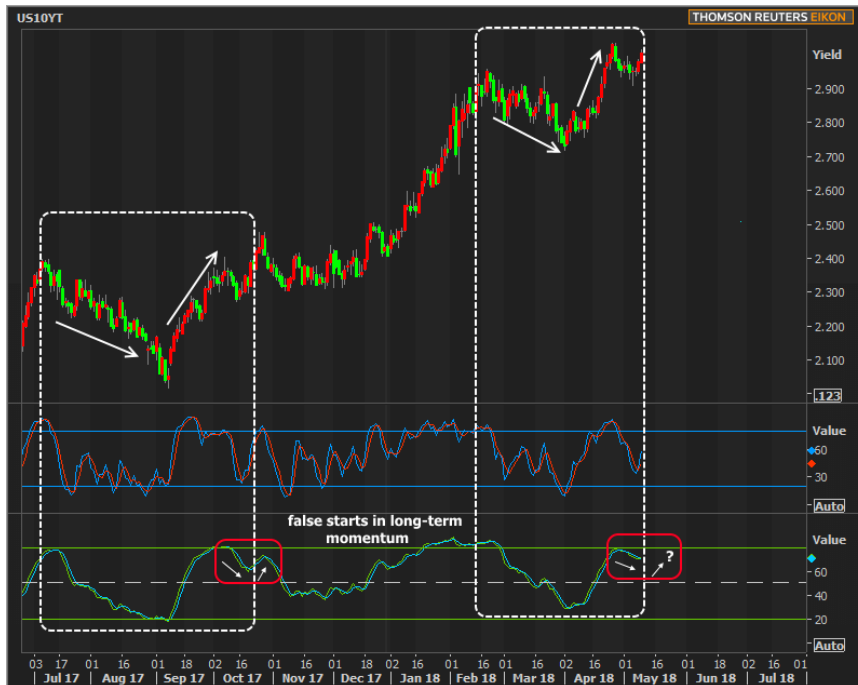 US10YT
THOMSON REUTERS EIKON
Yield
2.900
2.800
2.700
2.600
2.500
2.400
2.300
2.200
2.100
.123
Value
60
30
Auto
false starts in long-term
momentum
?
Value
60
40
20
Auto
03 17 01 16 01 18 02 16 01 16 01 18 02 16 01 16 01 16 02 16 01 16 01 18 02 16 01
Jul 17 Aug 17 Sep 17 Oct 17 Nov 17 Dec 17 Jan 18 Feb 18 Mar 18 Apr 18 May 18 Jun 18 Jul 18